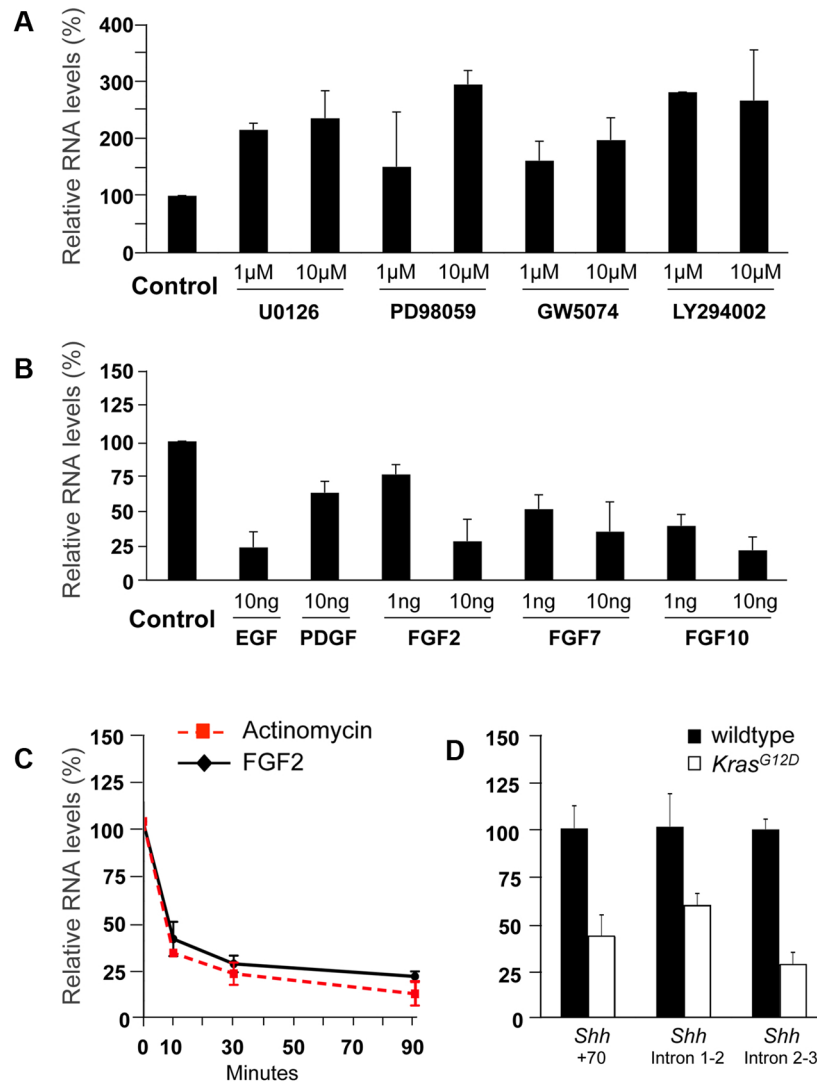 A
Relative RNA levels (%)
400
300
200
100
0
Control
1µM 10µM 1µM 10µM 1µM 10µM 1µM 10µM
U0126 PD98059 GW5074 LY294002
B
Relative RNA levels (%)
150
125
100
75
50
25
0
Control
10ng 10ng 1ng 10ng 1ng 10ng 1ng 10ng
EGF PDGF FGF2 FGF7 FGF10
C
Relative RNA levels (%)
Actinomycin
FGF2
150
125
100
75
50
25
0
0 10 30 50 70 90
Minutes
D
wildtype
Kras^G12D
150
125
100
75
50
25
0
Shh Shh Shh
+70 Intron 1-2 Intron 2-3